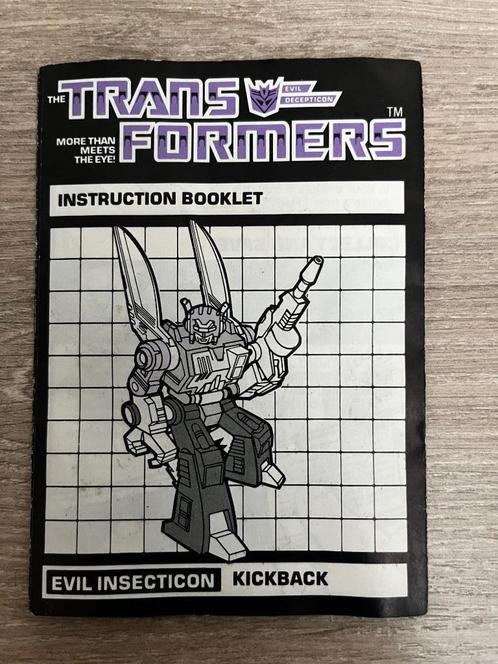 THE TRANSFORMERS
EVIL
DECEPTICON
TM
MORE THAN
MEETS
THE EYE!
INSTRUCTION BOOKLET
EVIL INSECTICON KICKBACK